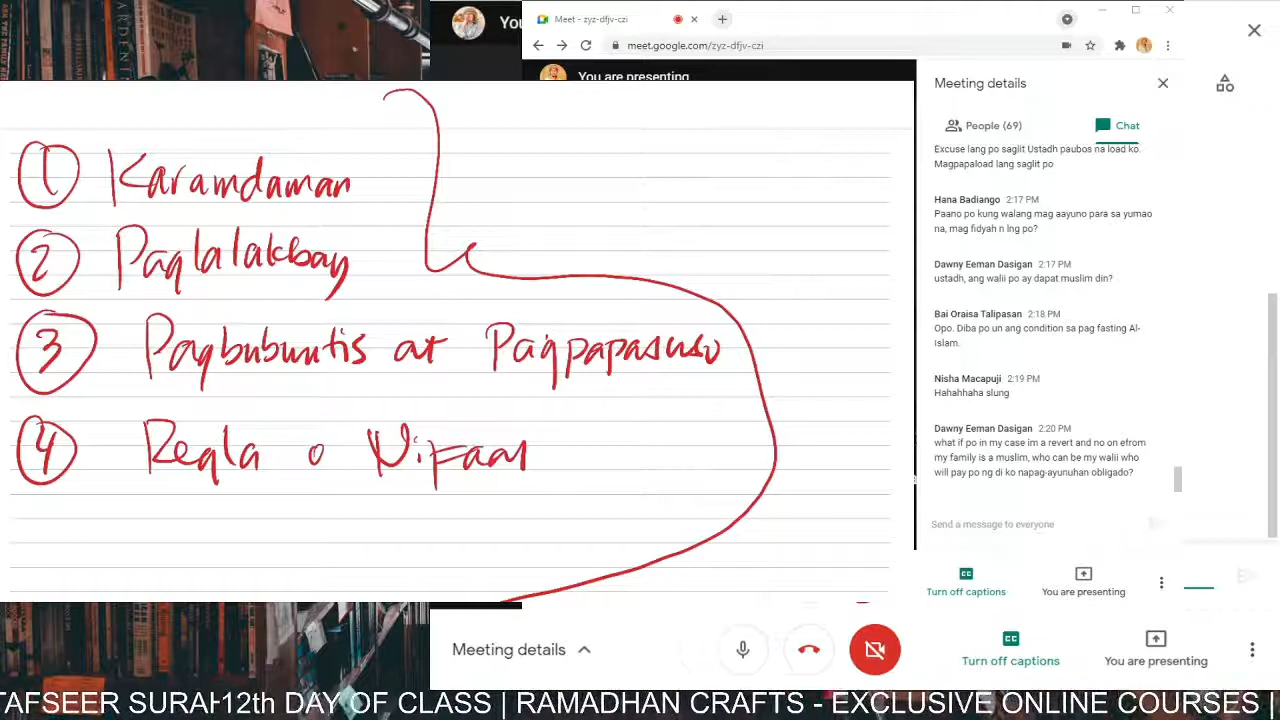 You
Meet - zyz-dfjv-czi
meet.google.com/zyz-dfjv-czi
You are presenting
① Karamdaman
② Paglalakbay
③ Pagbubuntis at Pagpapasuso
④ Regla o Nifaas
Meeting details
People (69)
Chat
Excuse lang po saglit Ustadh paubos na load ko.
Magpapaload lang saglit po
Hana Badiango 2:17 PM
Paano po kung walang mag aayuno para sa yumao
na, mag fidyah n lng po?
Dawny Eeman Dasigan 2:17 PM
ustadh, ang walii po ay dapat muslim din?
Bai Oraisa Talipasan 2:18 PM
Opo. Diba po un ang condition sa pag fasting Al-
Islam.
Nisha Macapuji 2:19 PM
Hahahhaha slung
Dawny Eeman Dasigan 2:20 PM
what if po in my case im a revert and no on efrom
my family is a muslim, who can be my walii who
will pay po ng di ko napag-ayunuhan obligado?
Send a message to everyone
CC
Turn off captions
You are presenting
Meeting details
CC
Turn off captions
You are presenting
TAFSEER SURAH 12th DAY OF CLASS | RAMADHAN CRAFTS - EXCLUSIVE ONLINE COURSES |